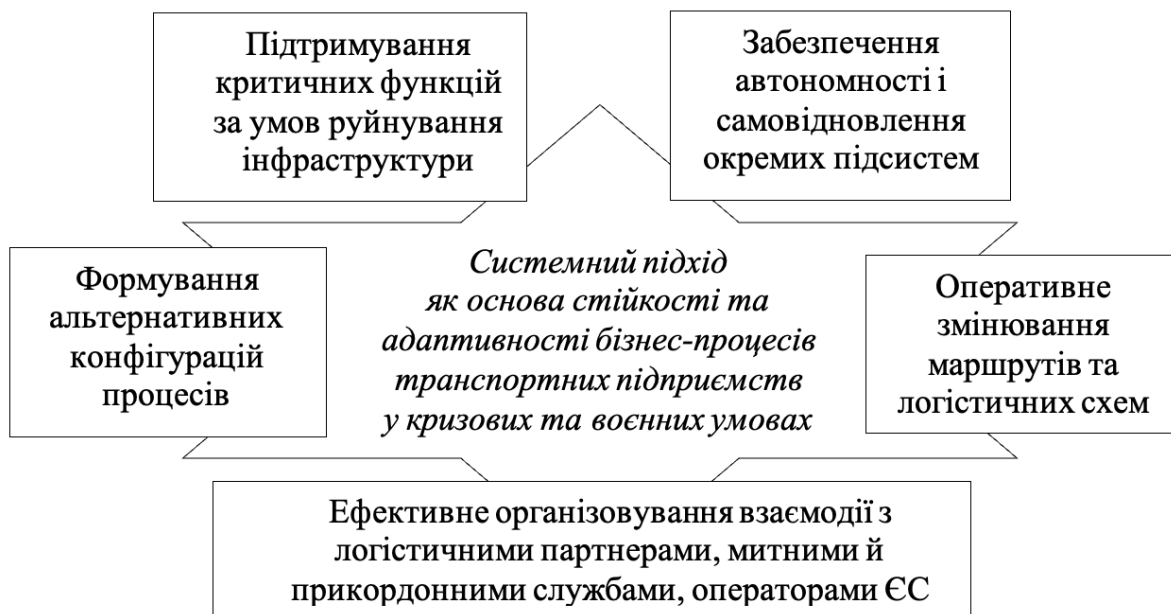 Підтримування
критичних функцій
за умов руйнування
інфраструктури
Забезпечення
автономності і
самовідновлення
окремих підсистем
Формування
альтернативних
конфігурацій
процесів
Системний підхід
як основа стійкості та
адаптивності бізнес-процесів
транспортних підприємств
у кризових та воєнних умовах
Оперативне
змінювання
маршрутів та
логістичних схем
Ефективне організовування взаємодії з
логістичними партнерами, митними й
прикордонними службами, операторами ЄС